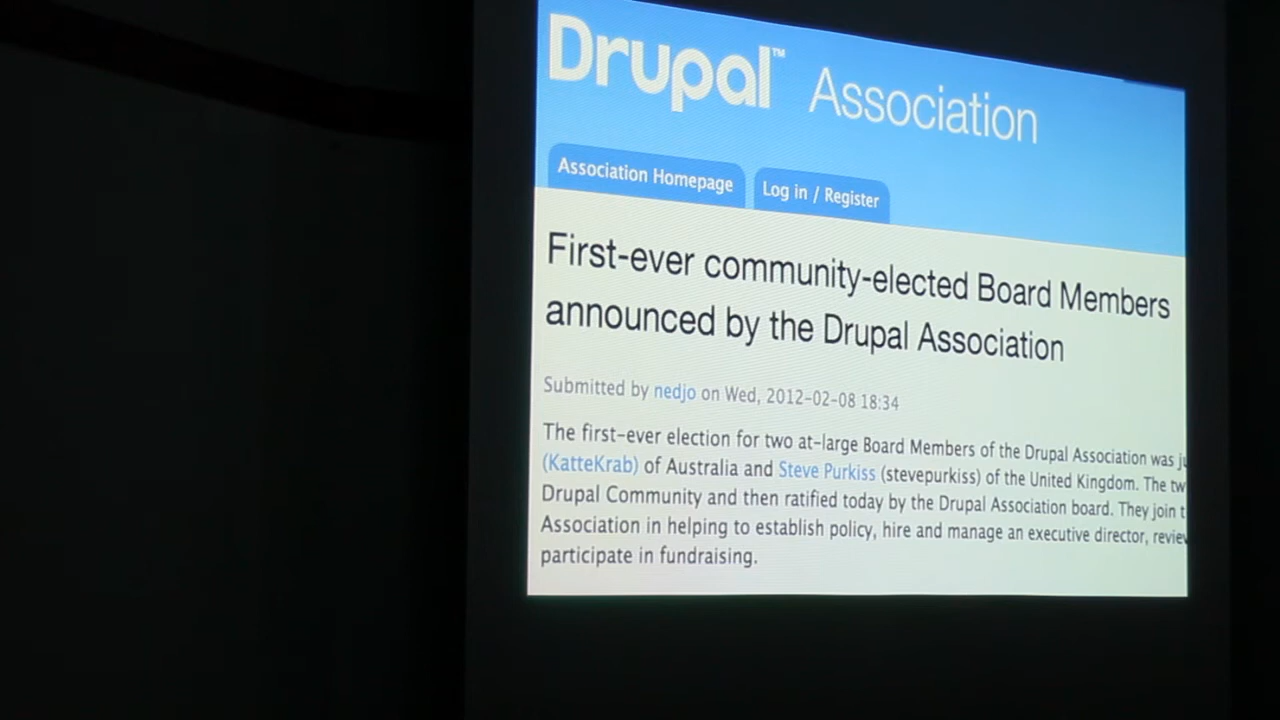 Drupal™ Association
Association Homepage
Log in / Register
First-ever community-elected Board Members
announced by the Drupal Association
Submitted by nedjo on Wed, 2012-02-08 18:34
The first-ever election for two at-large Board Members of the Drupal Association was
(KatteKrab) of Australia and Steve Purkiss (stevepurkiss) of the United Kingdom. The
Drupal Community and then ratified today by the Drupal Association board. They join
Association in helping to establish policy, hire and manage an executive director,
participate in fundraising.